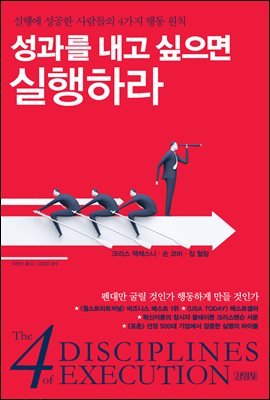 실행에 성공한 사람들의 4가지 행동 원칙
성과를 내고 싶으면
실행하라
크리스 맥체스니 · 숀 코비 · 짐 헐링
펜대만 굴릴 것인가 행동하게 만들 것인가
★〈월스트리트저널〉 비즈니스 베스트 1위 ★〈USA TODAY〉 베스트셀러
★혁신이론의 창시자 클레이튼 크리스텐슨 서문
★〈포춘〉 선정 500대 기업에서 검증한 실행의 바이블
The 4 DISCIPLINES
of EXECUTION
김영사